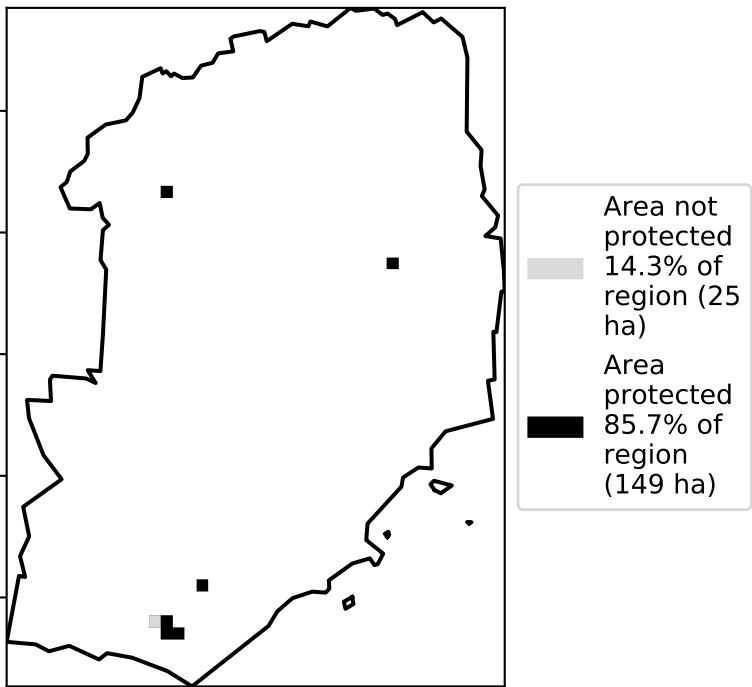 Area not
protected
14.3% of
region (25
ha)
Area
protected
85.7% of
region
(149 ha)